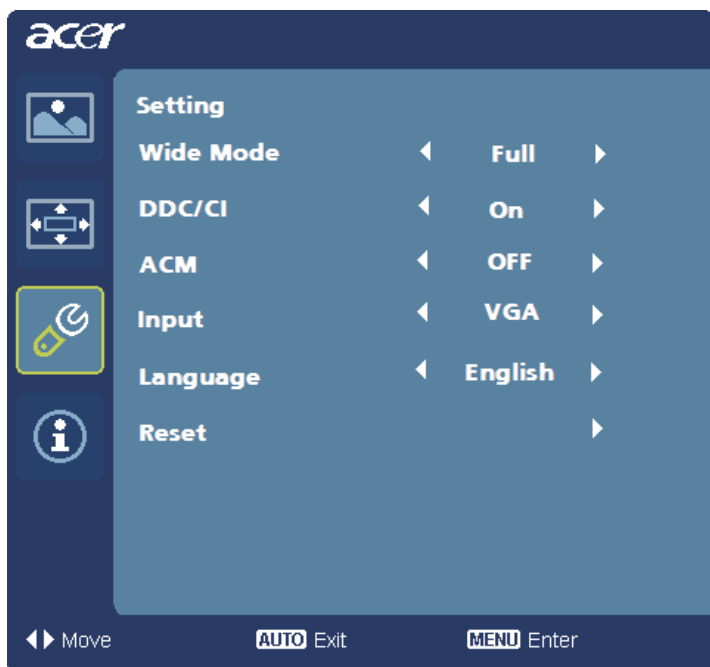 acer
Setting
Wide Mode Full
DDC/CI On
ACM OFF
Input VGA
Language English
Reset
Move AUTO Exit MENU Enter